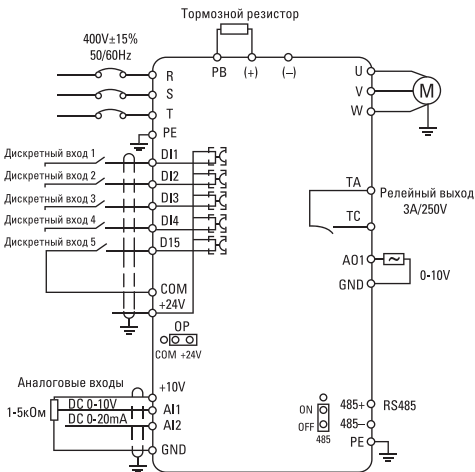 Тормозной резистор
400V±15%
50/60Hz
PB (+) (–)
R
S
T
PE
U
V
W
M
Дискретный вход 1
DI1
Дискретный вход 2
DI2
Дискретный вход 3
DI3
Дискретный вход 4
DI4
Дискретный вход 5
D15
TA
Релейный выход
3A/250V
TC
AO1
0-10V
GND
COM
+24V
OP
COM +24V
Аналоговые входы
+10V
1-5кОм
DC 0-10V
AI1
DC 0-20mA
AI2
GND
ON
OFF
485
485+
RS485
485–
PE